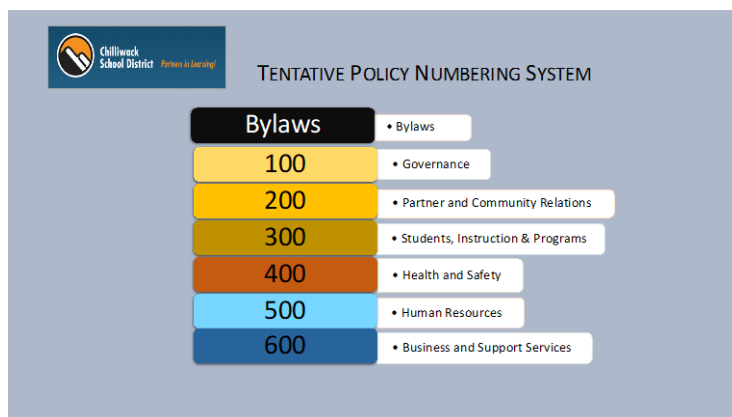 Chilliwack
School District Partners in Learning!
TENTATIVE POLICY NUMBERING SYSTEM
Bylaws • Bylaws
100 • Governance
200 • Partner and Community Relations
300 • Students, Instruction & Programs
400 • Health and Safety
500 • Human Resources
600 • Business and Support Services